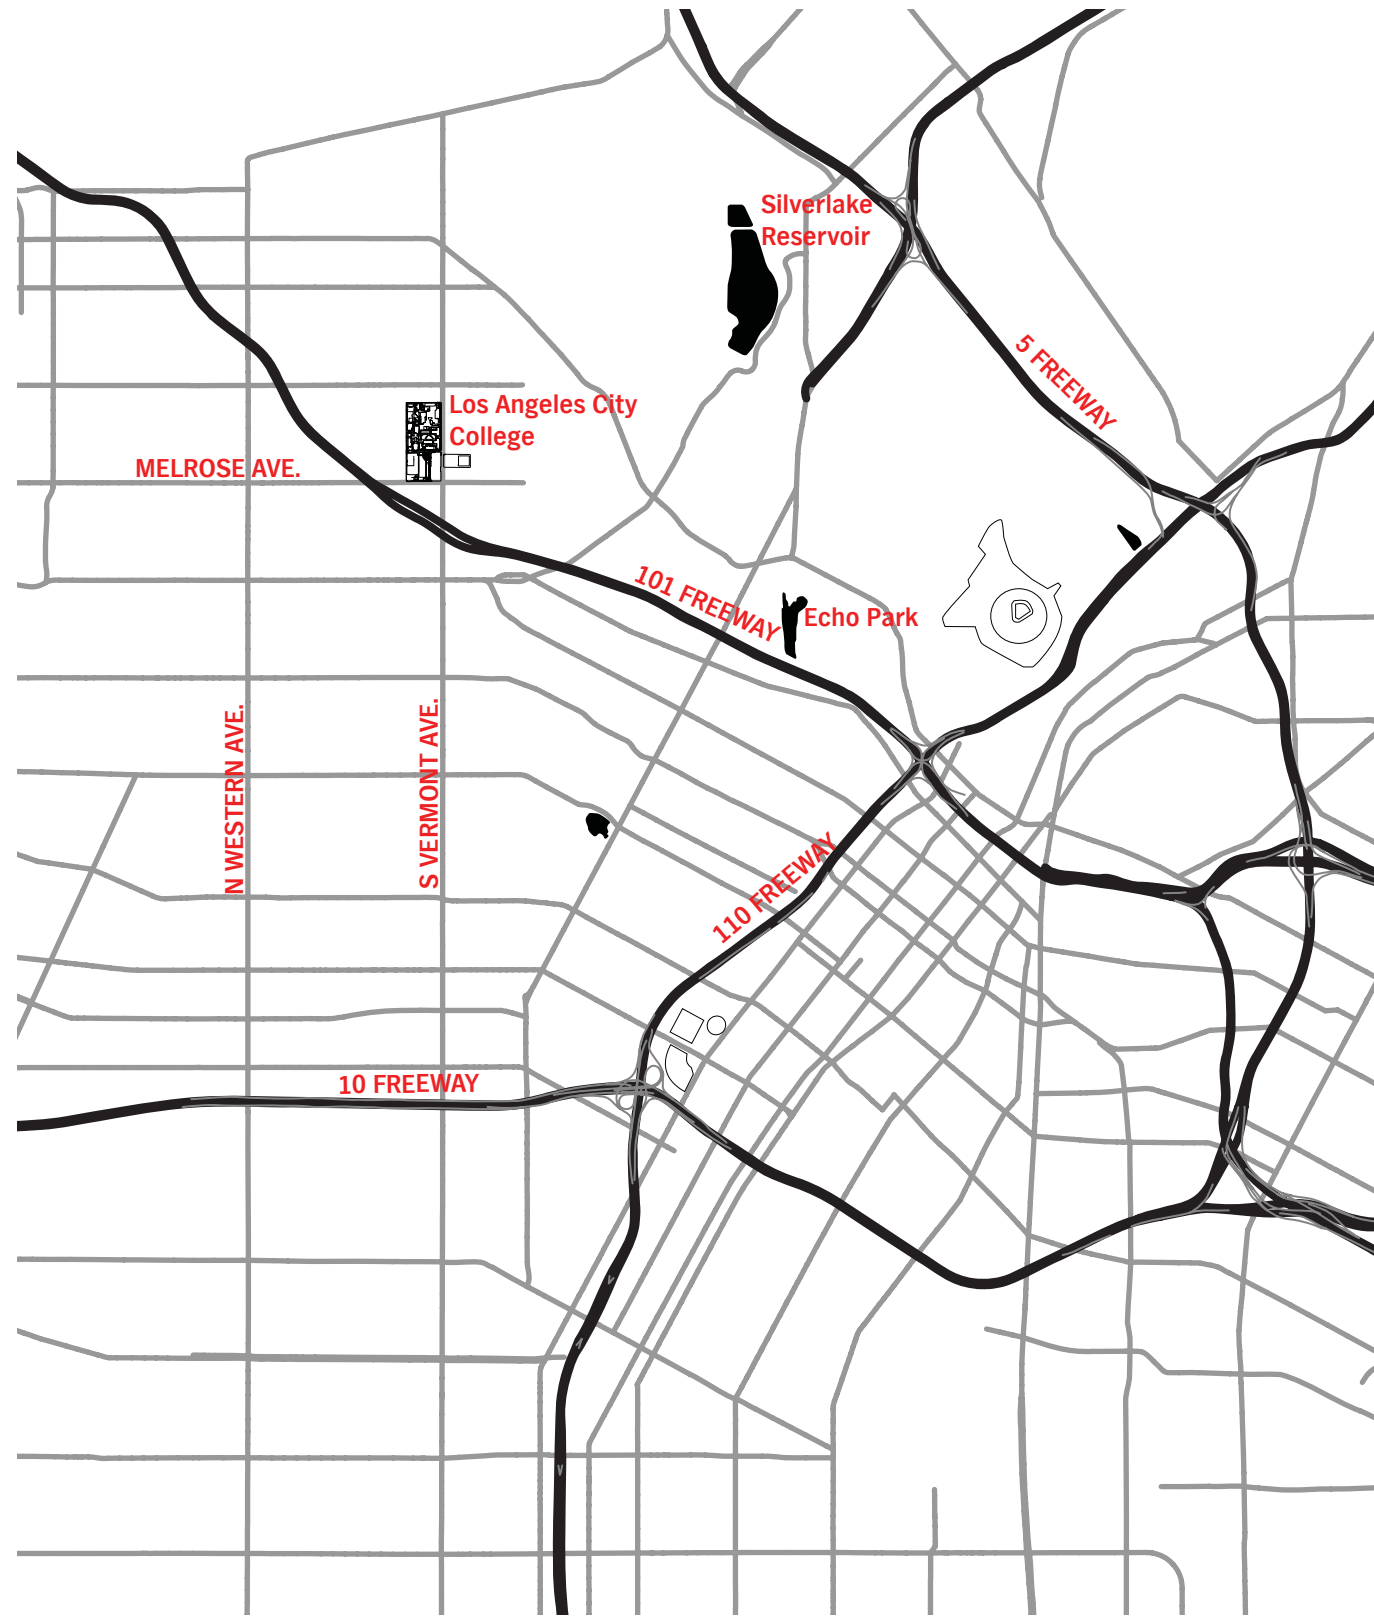 Silverlake
Reservoir
5 FREEWAY
Los Angeles City
College
MELROSE AVE.
101 FREEWAY
Echo Park
N WESTERN AVE.
S VERMONT AVE.
110 FREEWAY
10 FREEWAY